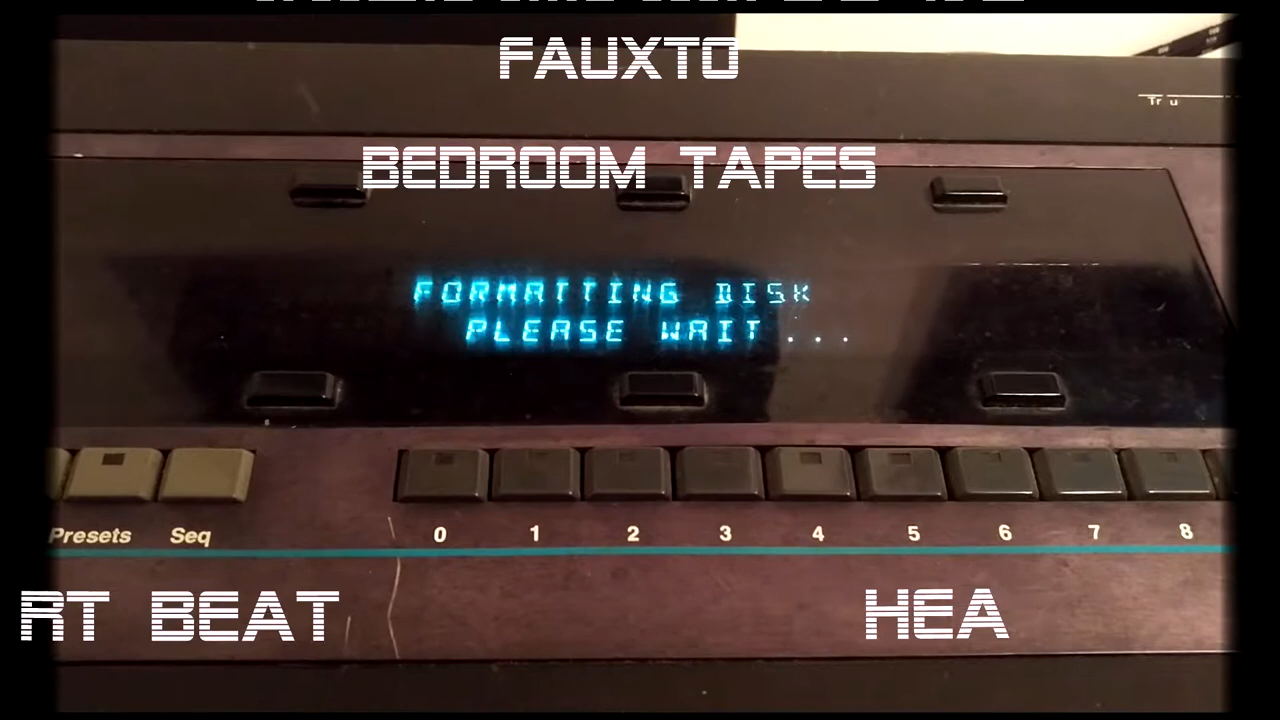 FAUXTO
BEDROOM TAPES
FORMATTING DISK
PLEASE WAIT...
Presets Seq 0 1 2 3 4 5 6 7 8
RT BEAT HEA